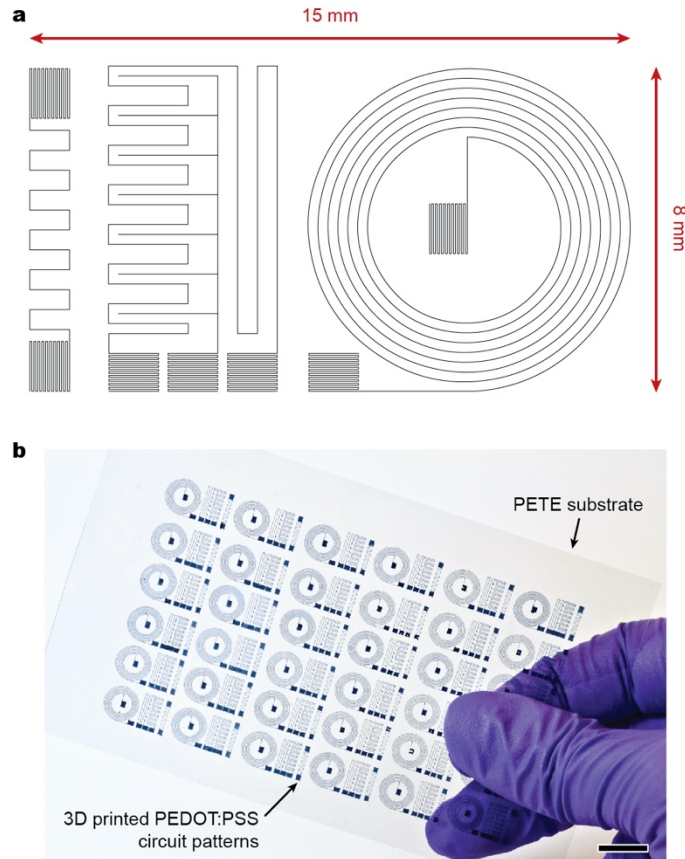 a
15 mm
8 mm
b
PETE substrate
3D printed PEDOT:PSS
circuit patterns